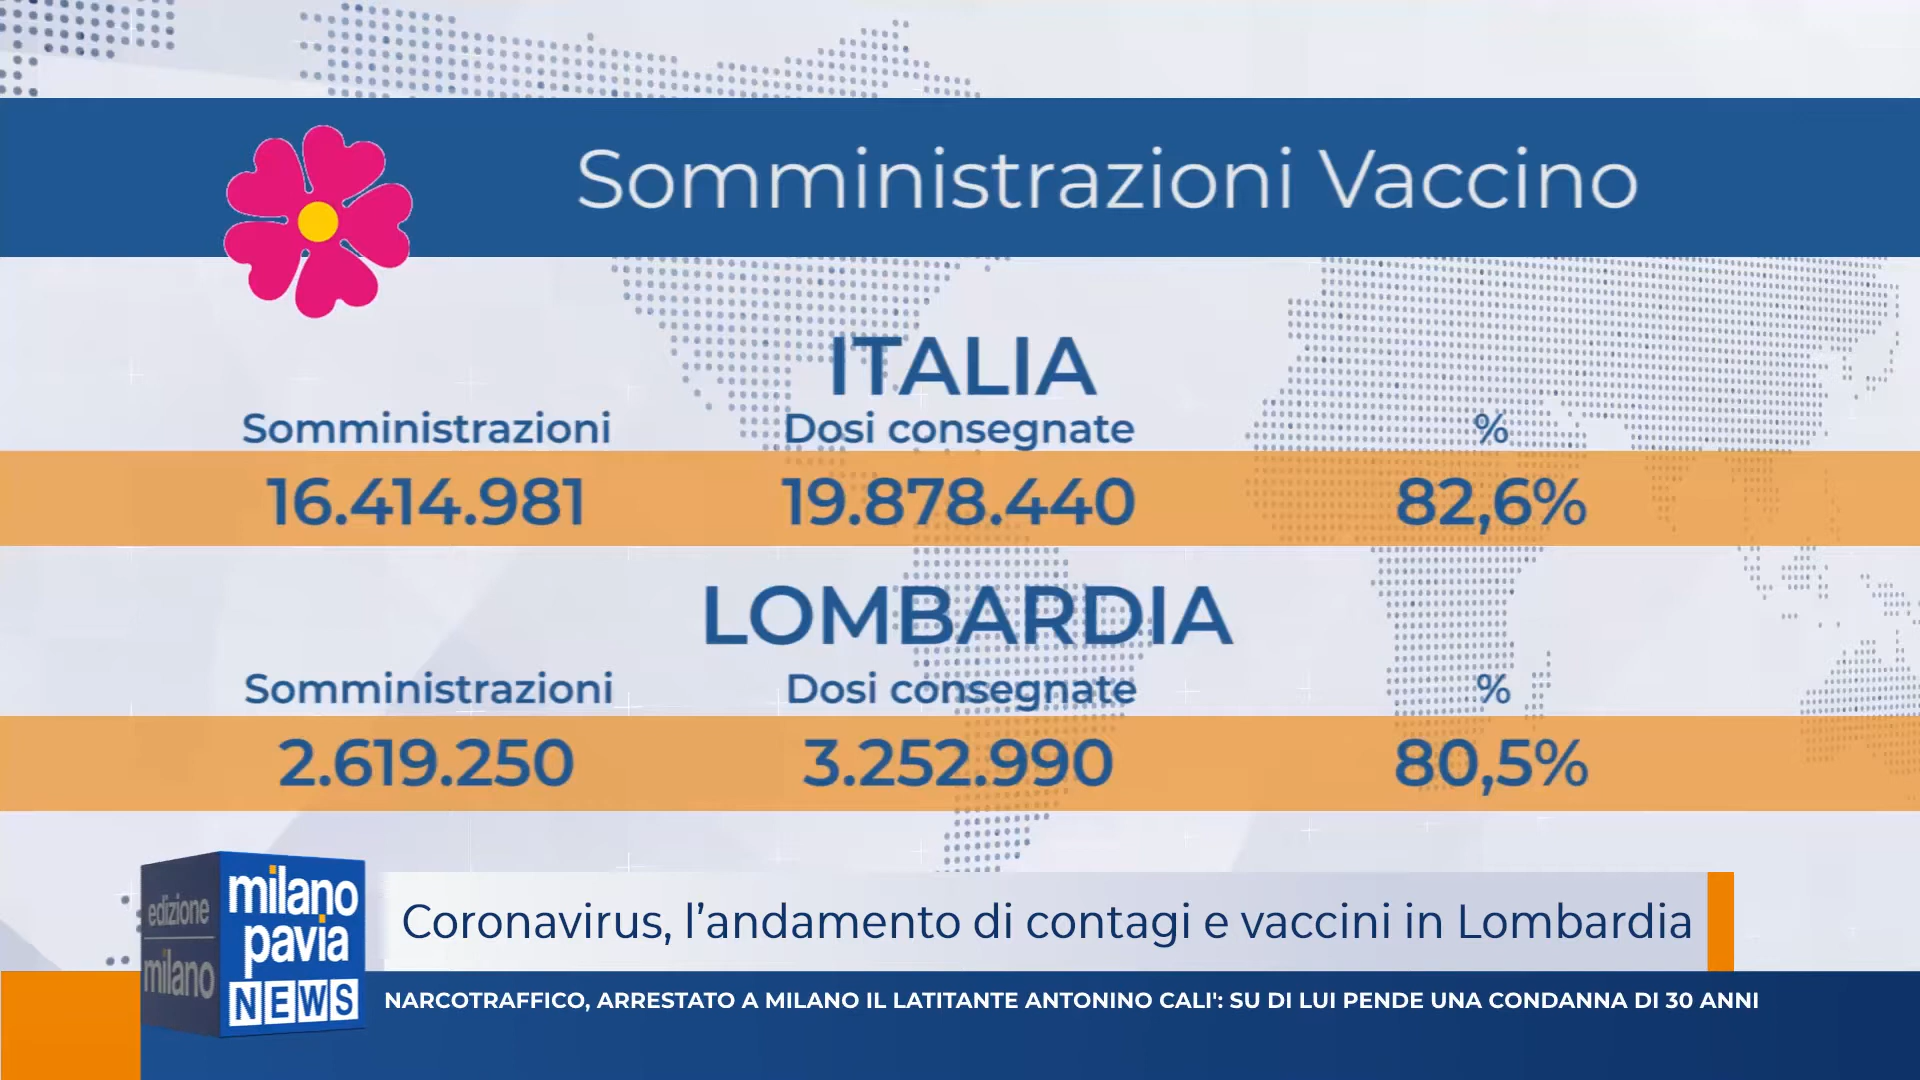 Somministrazioni Vaccino
ITALIA
Somministrazioni Dosi consegnate %
16.414.981 19.878.440 82,6%
LOMBARDIA
Somministrazioni Dosi consegnate %
2.619.250 3.252.990 80,5%
edizione
milano
milano
pavia
NEWS
Coronavirus, l'andamento di contagi e vaccini in Lombardia
NARCOTRAFFICO, ARRESTATO A MILANO IL LATITANTE ANTONINO CALI': SU DI LUI PENDE UNA CONDANNA DI 30 ANNI